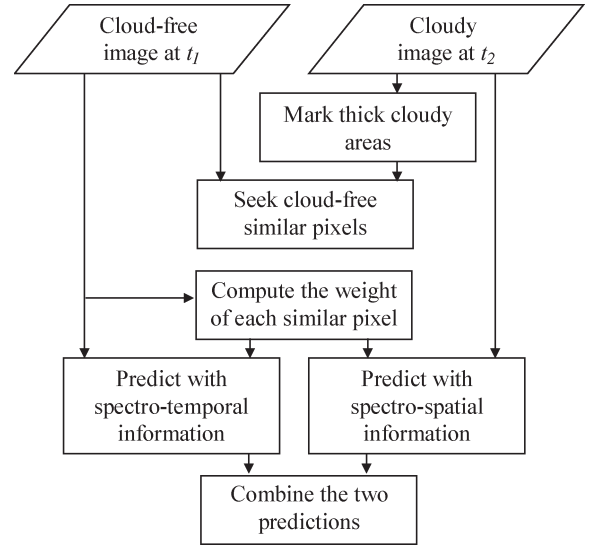 Cloud-free
image at t1
Cloudy
image at t2
Mark thick cloudy
areas
Seek cloud-free
similar pixels
Compute the weight
of each similar pixel
Predict with
spectro-temporal
information
Predict with
spectro-spatial
information
Combine the two
predictions